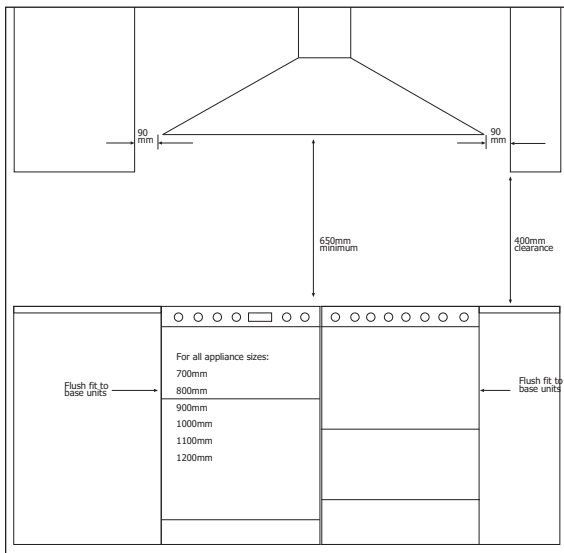 90
mm
90
mm
650mm
minimum
400mm
clearance
For all appliance sizes:
700mm
800mm
900mm
1000mm
1100mm
1200mm
Flush fit to
base units
Flush fit to
base units